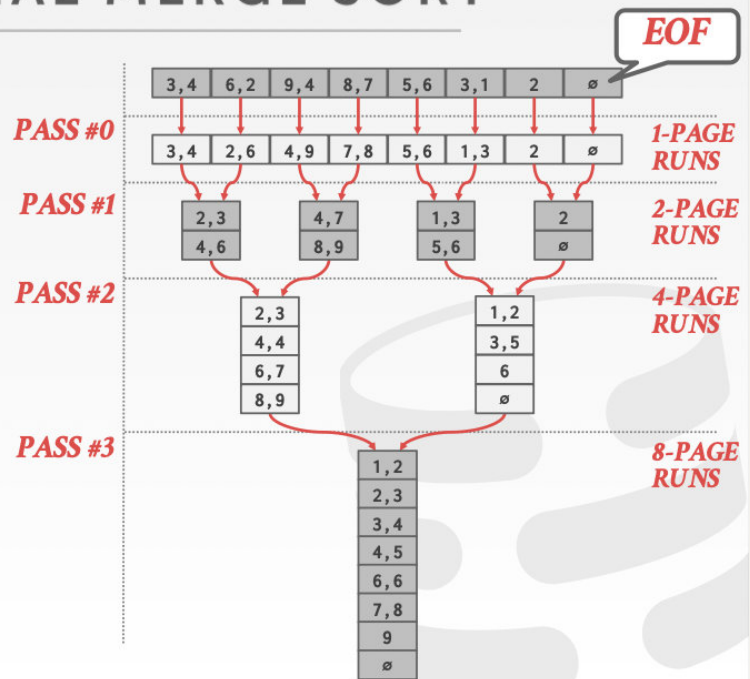 MERGE SORT
EOF
3,4 6,2 9,4 8,7 5,6 3,1 2 ø
PASS #0
3,4 2,6 4,9 7,8 5,6 1,3 2 ø
1-PAGE
RUNS
PASS #1
2,3 4,7 1,3 2
4,6 8,9 5,6 ø
2-PAGE
RUNS
PASS #2
2,3 1,2
4,4 3,5
6,7 6
8,9 ø
4-PAGE
RUNS
PASS #3
8-PAGE
RUNS
1,2
2,3
3,4
4,5
6,6
7,8
9
ø